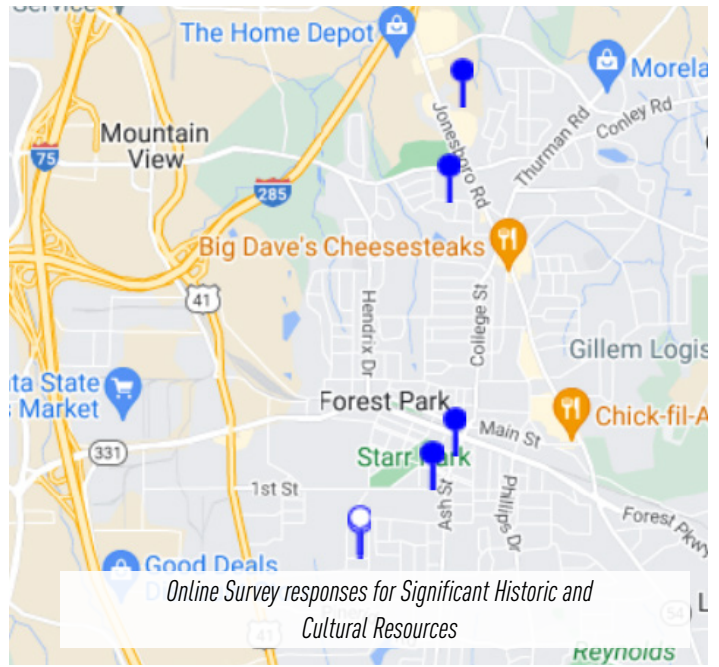 Service
The Home Depot
Morela
Conley Rd
Jonesboro Rd
Thurman Rd
Mountain
View
75
285
Big Dave's Cheesesteaks
41
Hendrix Dr
College St
Gillem Logis
ta State
s Market
Forest Park
Chick-fil-A
Main St
331
Starr Park
1st St
Ash St
Phillips Dr
Forest Pkwy
Good Deals
Online Survey responses for Significant Historic and
Cultural Resources
41
54
L
Reynolds